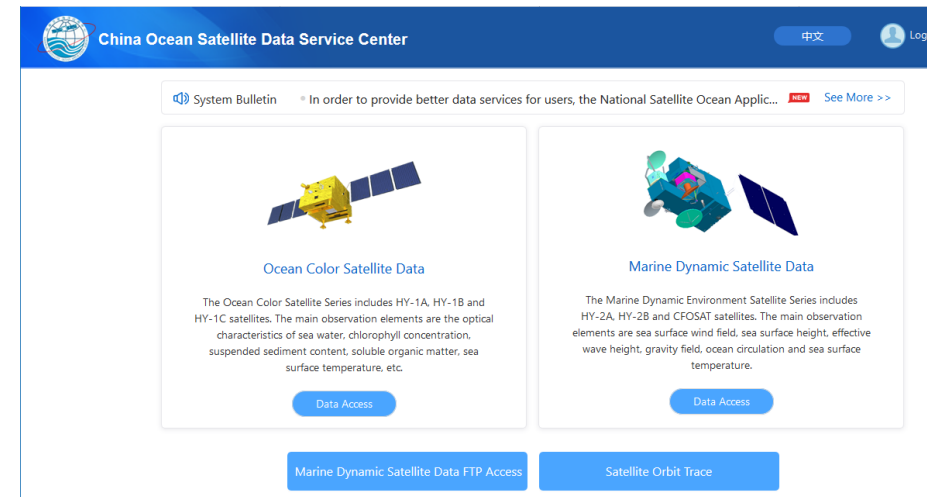 China Ocean Satellite Data Service Center
中文
Log
System Bulletin
In order to provide better data services for users, the National Satellite Ocean Applic...
NEW
See More >>
Ocean Color Satellite Data
The Ocean Color Satellite Series includes HY-1A, HY-1B and
HY-1C satellites. The main observation elements are the optical
characteristics of sea water, chlorophyll concentration,
suspended sediment content, soluble organic matter, sea
surface temperature, etc.
Data Access
Marine Dynamic Satellite Data
The Marine Dynamic Environment Satellite Series includes
HY-2A, HY-2B and CFOSAT satellites. The main observation
elements are sea surface wind field, sea surface height, effective
wave height, gravity field, ocean circulation and sea surface
temperature.
Data Access
Marine Dynamic Satellite Data FTP Access
Satellite Orbit Trace